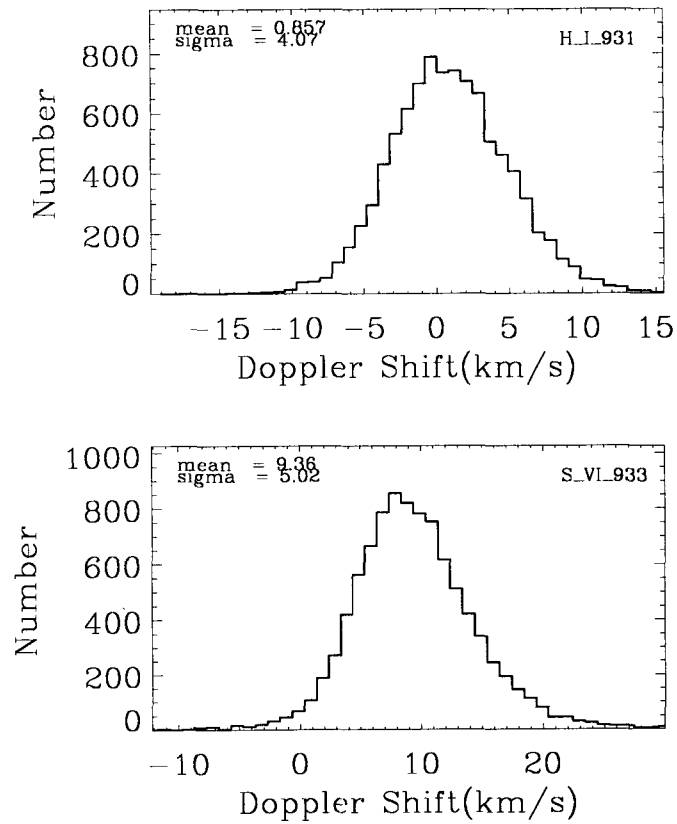 mean = 0.857
sigma = 4.07
H_I_931
800
600
400
200
0
Number
−15 −10 −5 0 5 10 15
Doppler Shift(km/s)
mean = 9.36
sigma = 5.02
S_VI_933
1000
800
600
400
200
0
Number
−10 0 10 20
Doppler Shift(km/s)